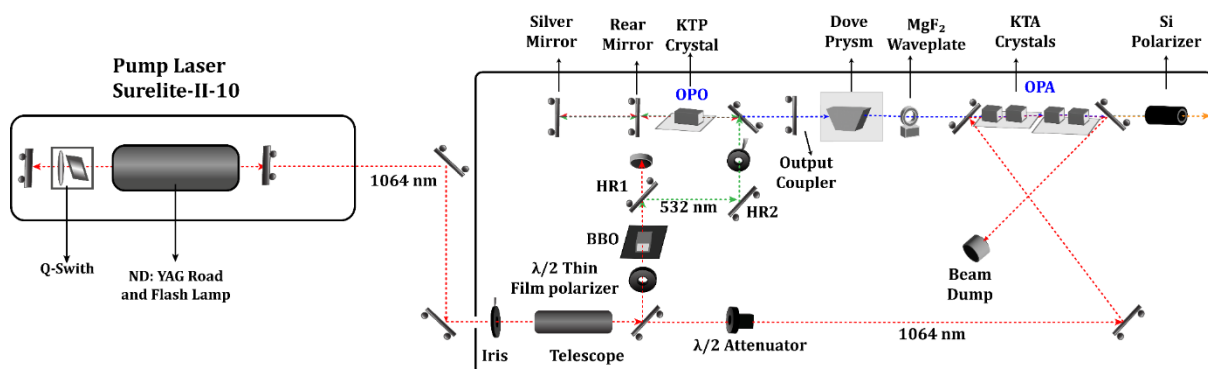 Pump Laser
Surelite-II-10
Q-Swith
ND: YAG Road
and Flash Lamp
1064 nm
Silver
Mirror
Rear
Mirror
KTP
Crystal
OPO
Dove
Prysm
MgF₂
Waveplate
KTA
Crystals
OPA
Si
Polarizer
Output
Coupler
HR1
532 nm
HR2
BBO
λ/2 Thin
Film polarizer
Beam
Dump
Iris
Telescope
λ/2 Attenuator
1064 nm